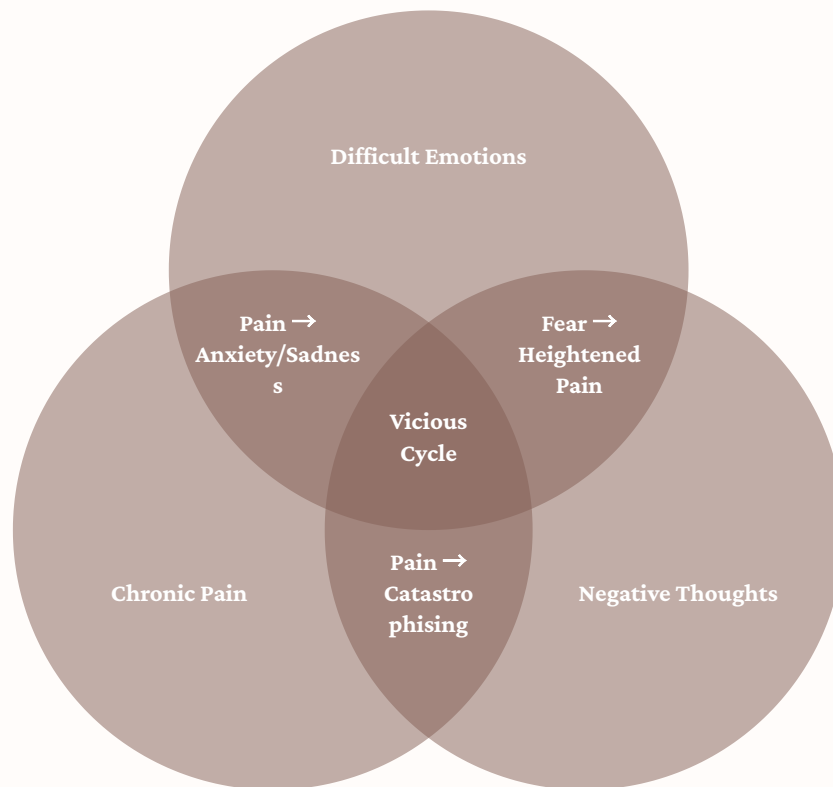 Difficult Emotions
Pain →
Anxiety/Sadnes
s
Fear →
Heightened
Pain
Vicious
Cycle
Pain →
Catastro
phising
Chronic Pain
Negative Thoughts